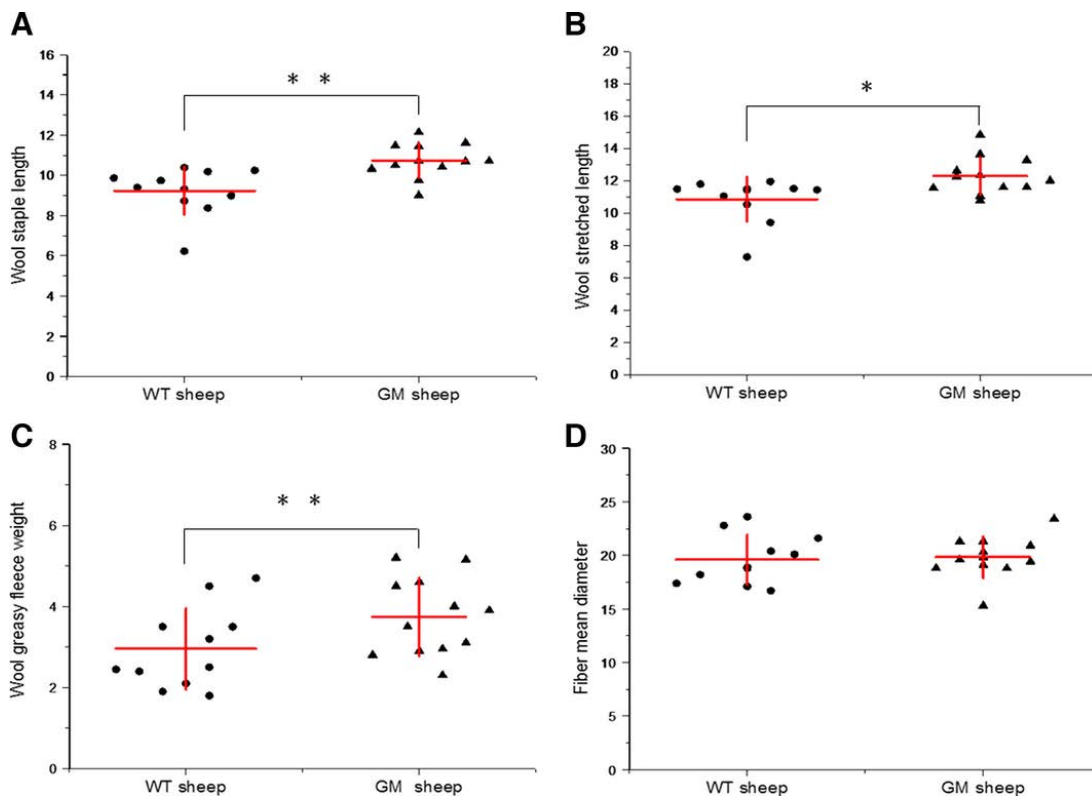 A
Wool staple length
16
14
12
10
8
6
4
2
0
* *
WT sheep
GM sheep
B
Wool stretched length
20
18
16
14
12
10
8
6
4
2
0
*
WT sheep
GM sheep
C
Wool greasy fleece weight
8
6
4
2
0
* *
WT sheep
GM sheep
D
Fiber mean diameter
30
25
20
15
10
5
0
WT sheep
GM sheep